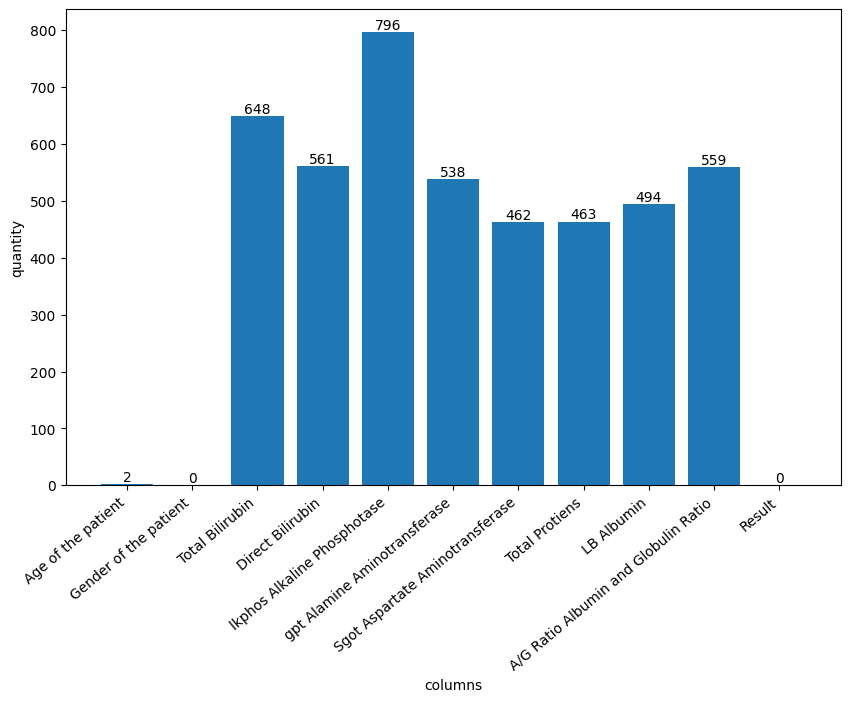 800
700
600
500
400
300
200
100
0
quantity
2
0
648
561
796
538
462
463
494
559
0
Age of the patient
Gender of the patient
Total Bilirubin
Direct Bilirubin
lkphos Alkaline Phosphotase
gpt Alamine Aminotransferase
Sgot Aspartate Aminotransferase
Total Protiens
LB Albumin
A/G Ratio Albumin and Globulin Ratio
Result
columns